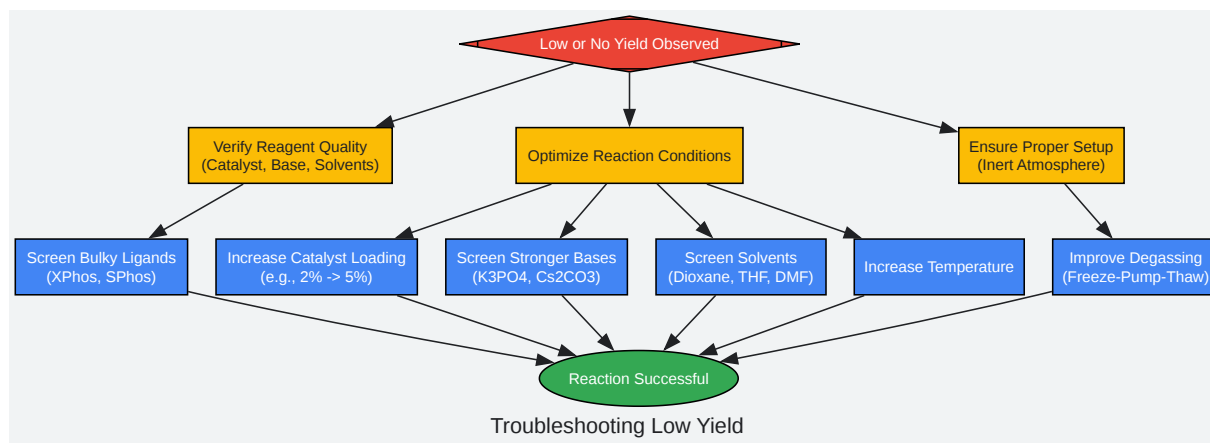 Low or No Yield Observed
Verify Reagent Quality
(Catalyst, Base, Solvents)
Optimize Reaction Conditions
Ensure Proper Setup
(Inert Atmosphere)
Screen Bulky Ligands
(XPhos, SPhos)
Increase Catalyst Loading
(e.g., 2% -> 5%)
Screen Stronger Bases
(K3PO4, Cs2CO3)
Screen Solvents
(Dioxane, THF, DMF)
Increase Temperature
Improve Degassing
(Freeze-Pump-Thaw)
Reaction Successful
Troubleshooting Low Yield